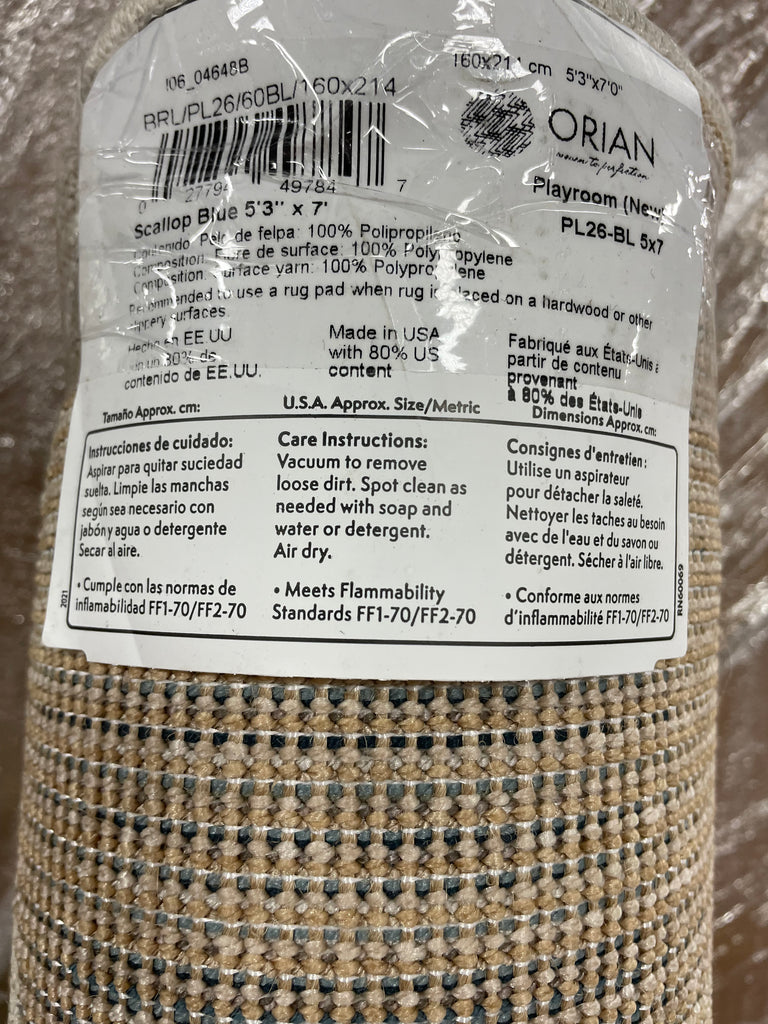 I06_04648B
160x214 cm 5'3"x7'0"
BRL/PL26/60BL/160x214
ORIAN
woven to perfection
0 27794 49784 7
Playroom (New)
PL26-BL 5x7
Scallop Blue 5'3" x 7'
Contenido Pelo de felpa: 100% Polipropileno
Composition. Fibre de surface: 100% Polypropylene
Composition. Surface yarn: 100% Polypropylene
Recommended to use a rug pad when rug is placed on a hardwood or other
slippery surfaces.
Hecho en EE.UU
con un 80% de
contenido de EE.UU.
Made in USA
with 80% US
content
Fabriqué aux États-Unis à
partir de contenu
provenant
à 80% des États-Unis
Tamaño Approx. cm:
U.S.A. Approx. Size/Metric
Dimensions Approx. cm:
Instrucciones de cuidado:
Aspirar para quitar suciedad
suelta. Limpie las manchas
según sea necesario con
jabón y agua o detergente
Secar al aire.
• Cumple con las normas de
inflamabilidad FF1-70/FF2-70
Care Instructions:
Vacuum to remove
loose dirt. Spot clean as
needed with soap and
water or detergent.
Air dry.
• Meets Flammability
Standards FF1-70/FF2-70
Consignes d'entretien:
Utilise un aspirateur
pour détacher la saleté.
Nettoyer les taches au besoin
avec de l'eau et du savon ou
détergent. Sécher à l'air libre.
• Conforme aux normes
d'inflammabilité FF1-70/FF2-70
2021
RN60069